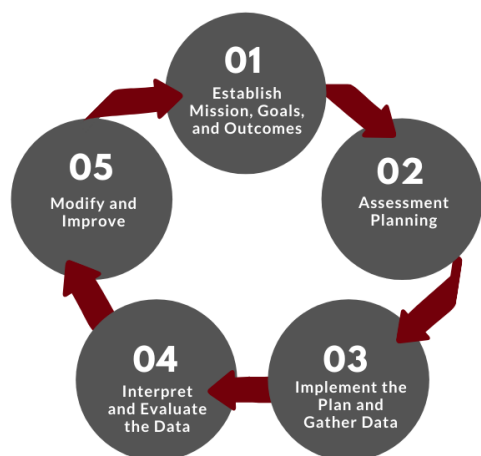 01
Establish
Mission, Goals,
and Outcomes
02
Assessment
Planning
03
Implement the
Plan and
Gather Data
04
Interpret
and Evaluate
the Data
05
Modify and
Improve